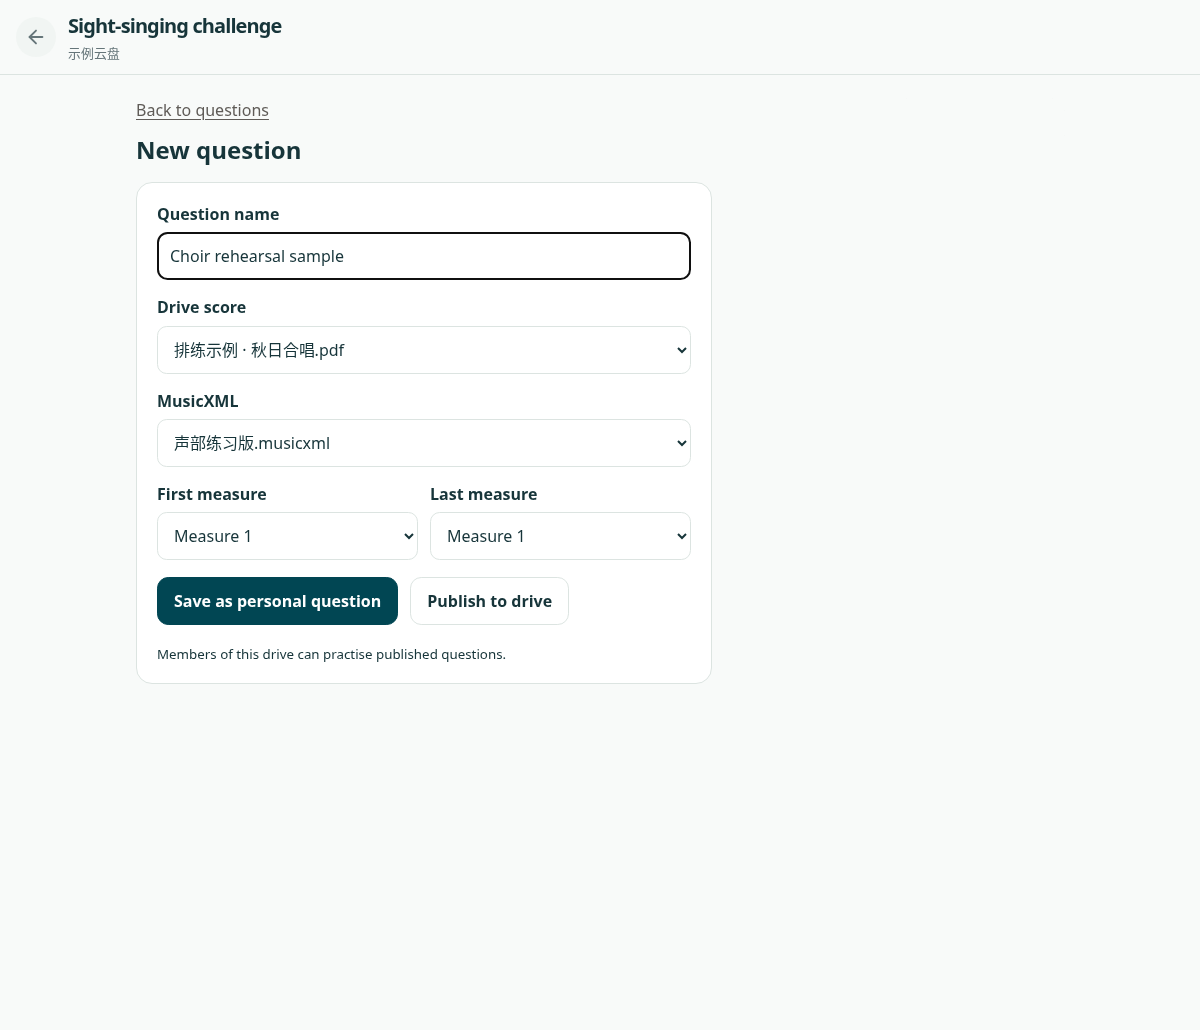 Sight-singing challenge
示例云盘
Back to questions
New question
Question name
Choir rehearsal sample
Drive score
排练示例 · 秋日合唱.pdf
MusicXML
声部练习版.musicxml
First measure
Last measure
Measure 1
Measure 1
Save as personal question
Publish to drive
Members of this drive can practise published questions.